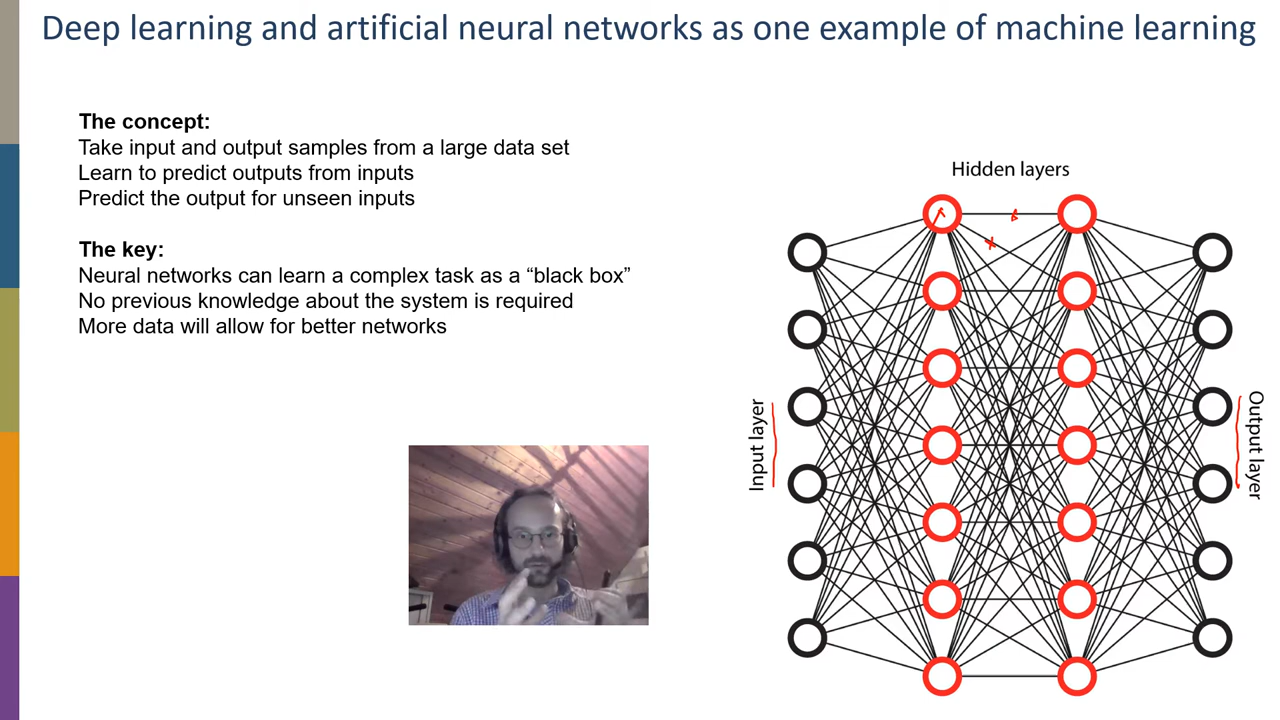 Deep learning and artificial neural networks as one example of machine learning
The concept:
Take input and output samples from a large data set
Learn to predict outputs from inputs
Predict the output for unseen inputs
The key:
Neural networks can learn a complex task as a “black box”
No previous knowledge about the system is required
More data will allow for better networks
Hidden layers
Input layer
Output layer